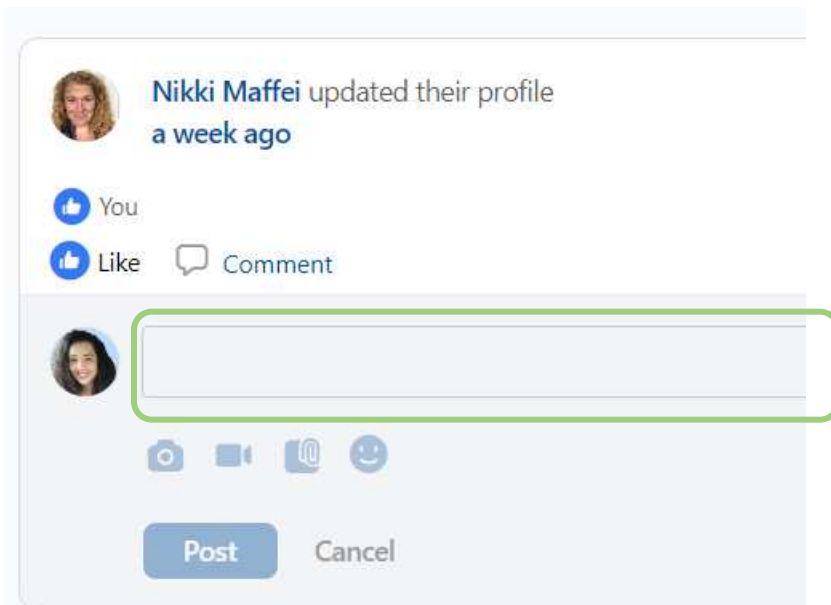 Nikki Maffei updated their profile
a week ago
You
Like Comment
Post Cancel